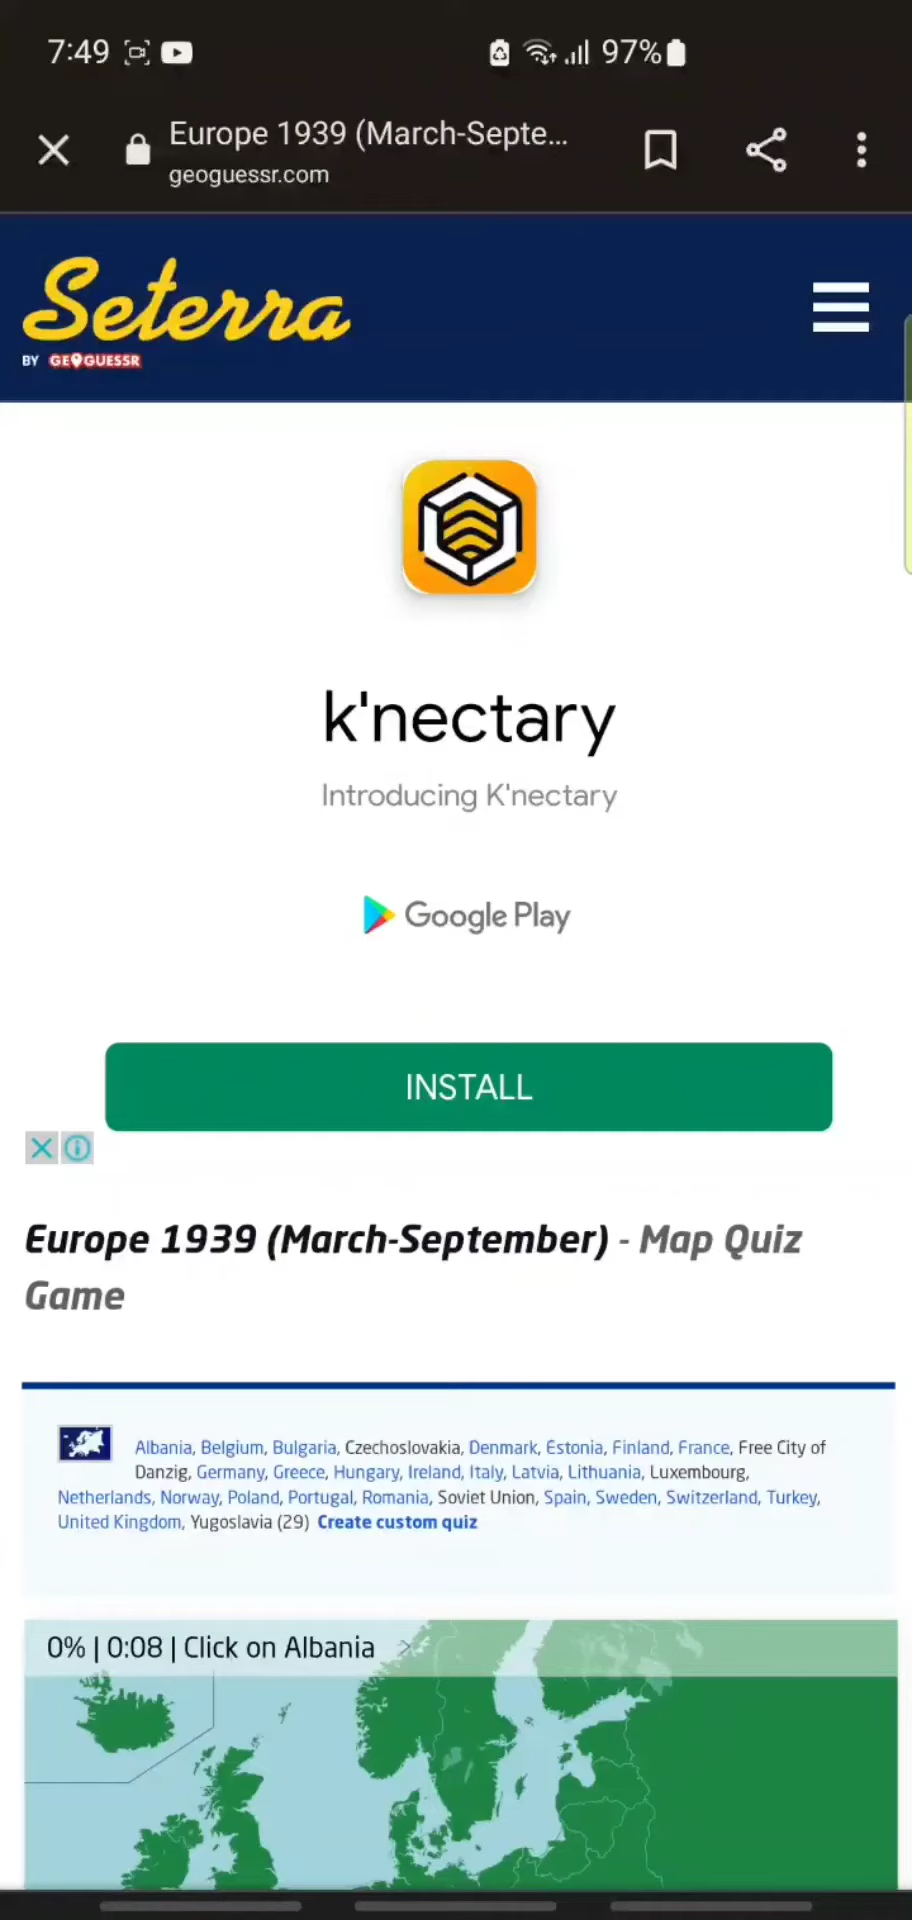 7:49
97%
Europe 1939 (March-Septe...
geoguessr.com
Seterra
BY GEOGUESSR
k'nectary
Introducing K'nectary
Google Play
INSTALL
Europe 1939 (March-September) - Map Quiz
Game
Albania, Belgium, Bulgaria, Czechoslovakia, Denmark, Estonia, Finland, France, Free City of
Danzig, Germany, Greece, Hungary, Ireland, Italy, Latvia, Lithuania, Luxembourg,
Netherlands, Norway, Poland, Portugal, Romania, Soviet Union, Spain, Sweden, Switzerland, Turkey,
United Kingdom, Yugoslavia (29) Create custom quiz
0% | 0:08 | Click on Albania